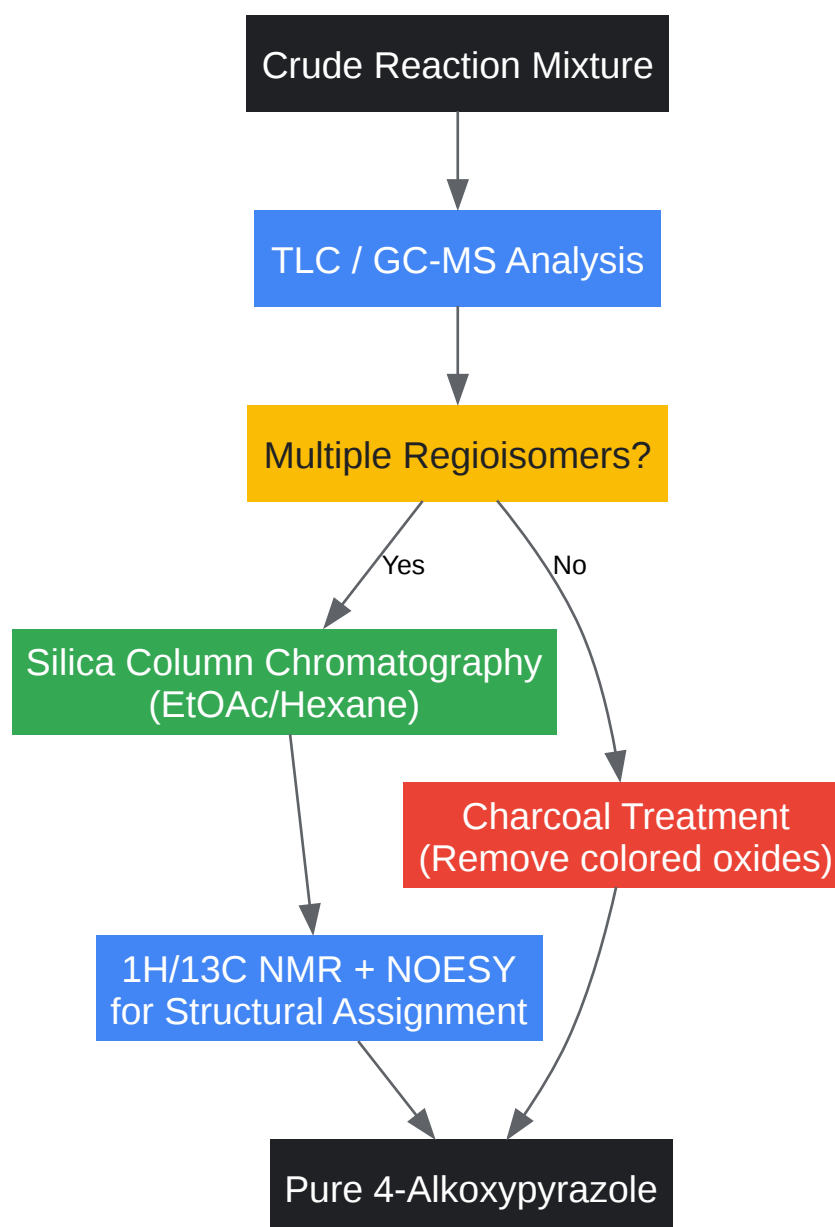 Crude Reaction Mixture
TLC / GC-MS Analysis
Multiple Regioisomers?
Yes
No
Silica Column Chromatography
(EtOAc/Hexane)
Charcoal Treatment
(Remove colored oxides)
1H/13C NMR + NOESY
for Structural Assignment
Pure 4-Alkoxypyrazole